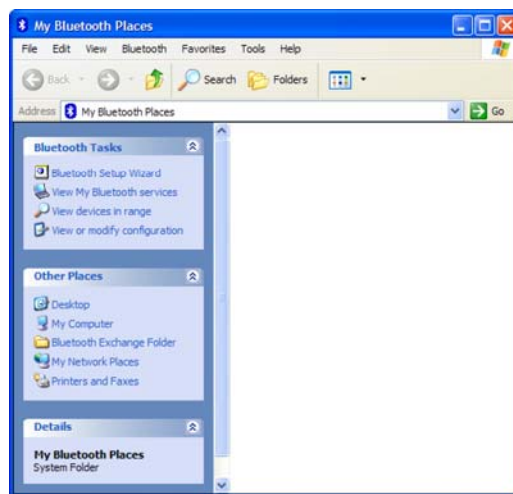 My Bluetooth Places
File Edit View Bluetooth Favorites Tools Help
Back Search Folders
Address My Bluetooth Places Go
Bluetooth Tasks
Bluetooth Setup Wizard
View My Bluetooth services
View devices in range
View or modify configuration
Other Places
Desktop
My Computer
Bluetooth Exchange Folder
My Network Places
Printers and Faxes
Details
My Bluetooth Places
System Folder